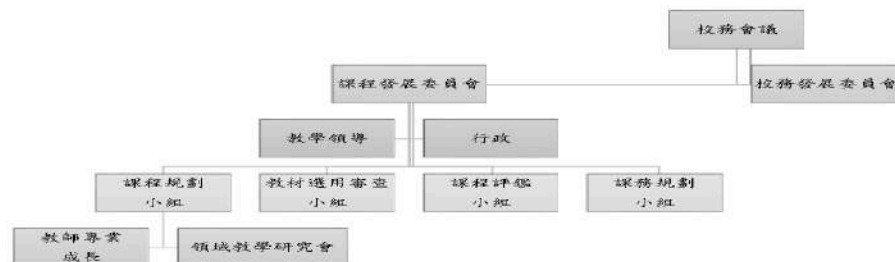 校務會議
課程發展委員會
校務發展委員會
教學領導
行政
課程規劃
小組
教材選用審查
小組
課程評鑑
小組
課務規劃
小組
教師專業
成長
領域教學研究會